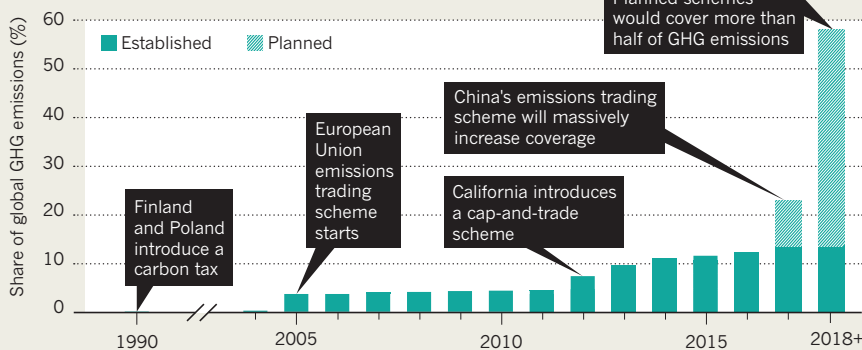 Planned schemes
would cover more than
half of GHG emissions
Share of global GHG emissions (%)
60
50
40
30
20
10
0
Established
Planned
China's emissions trading
scheme will massively
increase coverage
European
Union
emissions
trading
scheme
starts
California introduces
a cap-and-trade
scheme
Finland
and Poland
introduce a
carbon tax
1990
2005
2010
2015
2018+